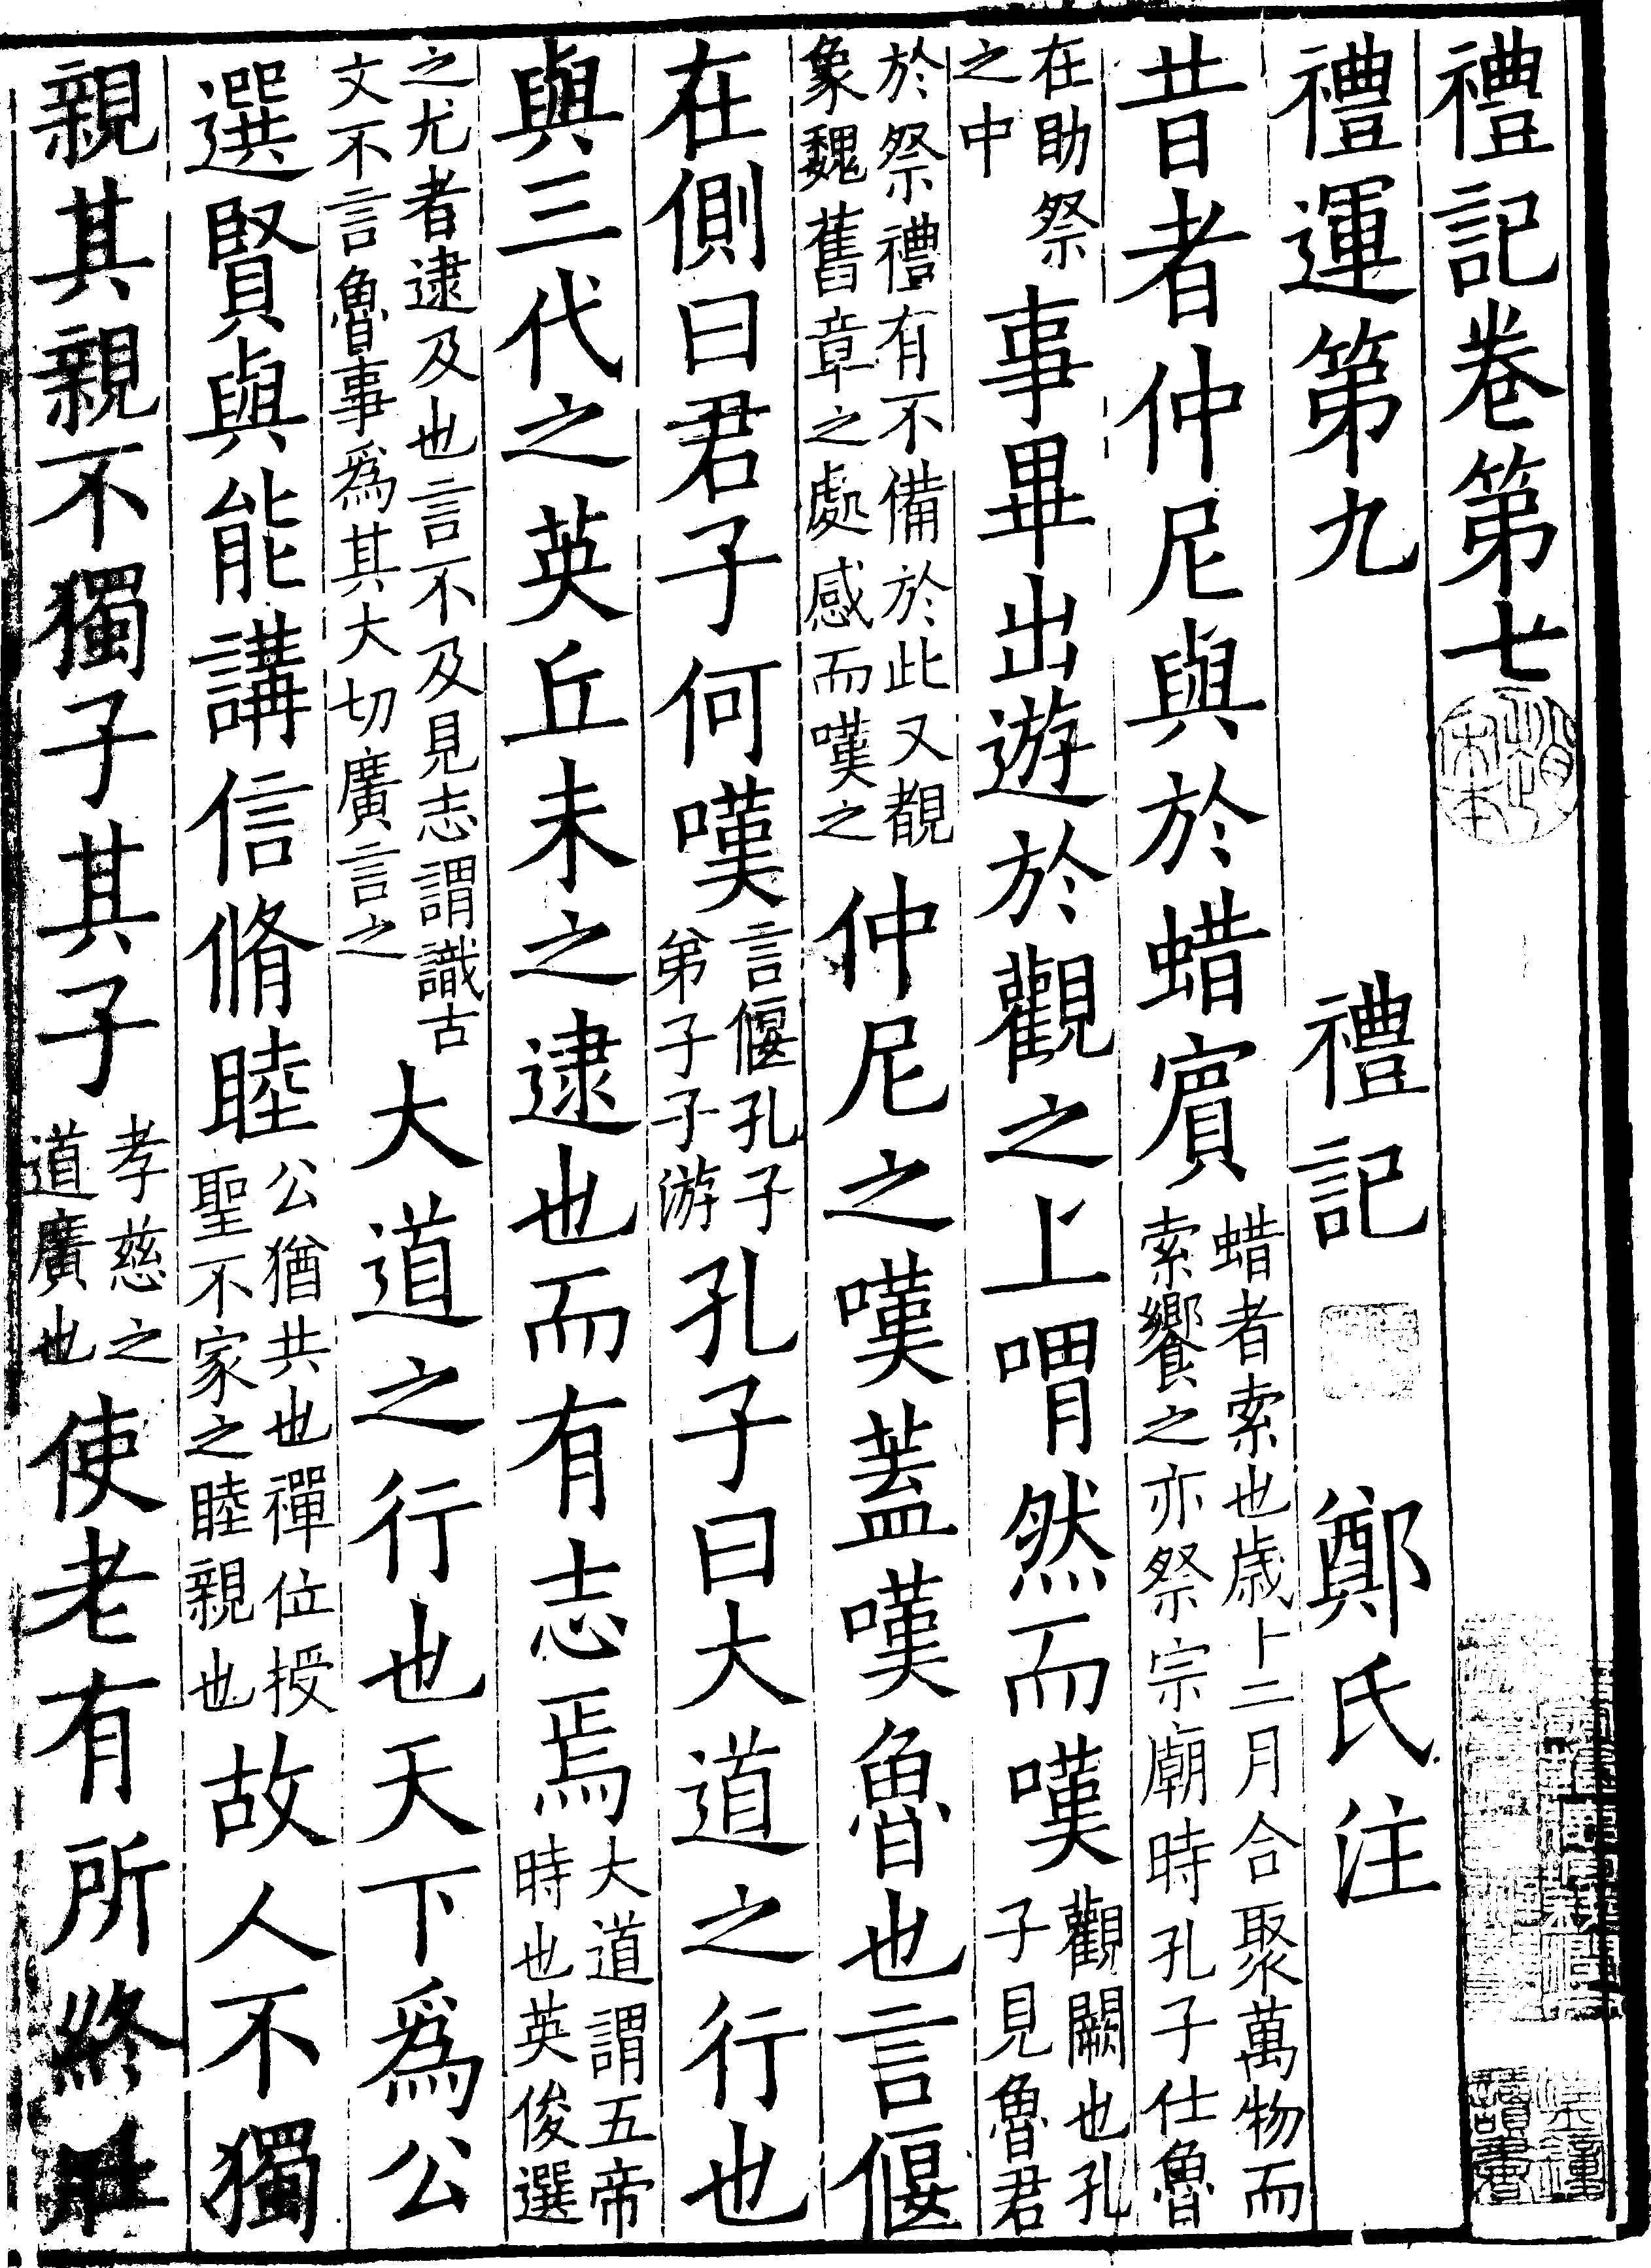 禮記卷第七
禮運第九 禮記 鄭氏注
昔者仲尼與於蜡賔蜡者索也歳十二月合聚萬物而索饗之亦祭宗廟時孔子仕魯
在助祭之中事畢出遊於觀之上喟然而嘆觀闕也孔子見魯君
於祭禮有不備於此又覩象魏舊章之處感而嘆之仲尼之嘆蓋嘆魯也言偃
在側曰君子何嘆言偃孔子弟子子游孔子曰大道之行也
與三代之英丘未之逮也而有志焉大道謂五帝時也英俊選
之尤者逮及也言不及見志謂識古文不言魯事為其大切廣言之大道之行也天下為公
選賢與能講信脩睦公猶共也禪位授聖不家之睦親也故人不獨
親其親不獨子其子孝慈之道廣也使老有所終